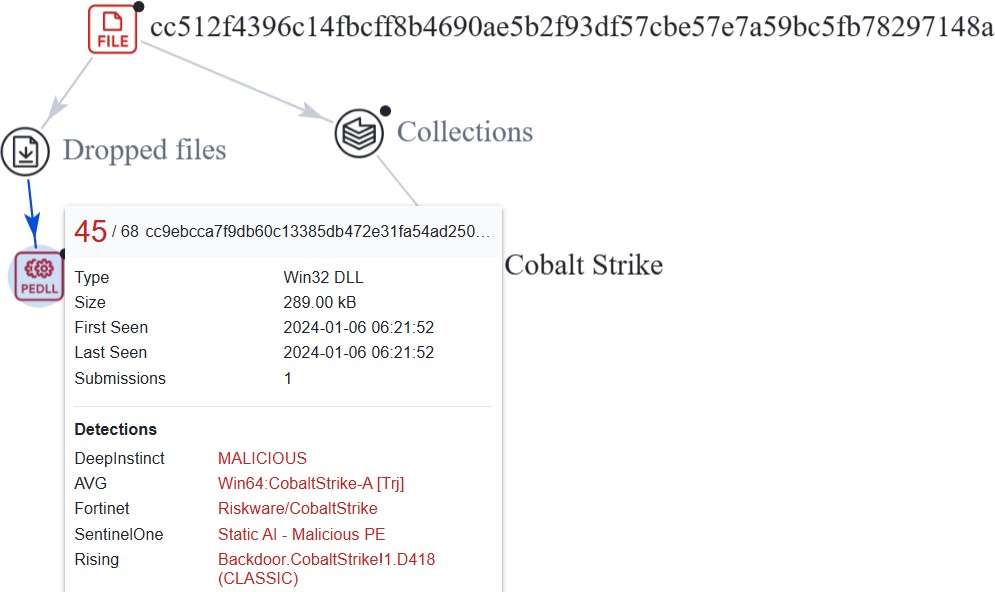 FILE
cc512f4396c14fbcff8b4690ae5b2f93df57cbe57e7a59bc5fb78297148a
Collections
Dropped files
PEDLL
45 / 68 cc9ebcca7f9db60c13385db472e31fa54ad250...
Cobalt Strike
Type Win32 DLL
Size 289.00 kB
First Seen 2024-01-06 06:21:52
Last Seen 2024-01-06 06:21:52
Submissions 1
Detections
DeepInstinct MALICIOUS
AVG Win64:CobaltStrike-A [Trj]
Fortinet Riskware/CobaltStrike
SentinelOne Static AI - Malicious PE
Rising Backdoor.CobaltStrike!1.D418
(CLASSIC)